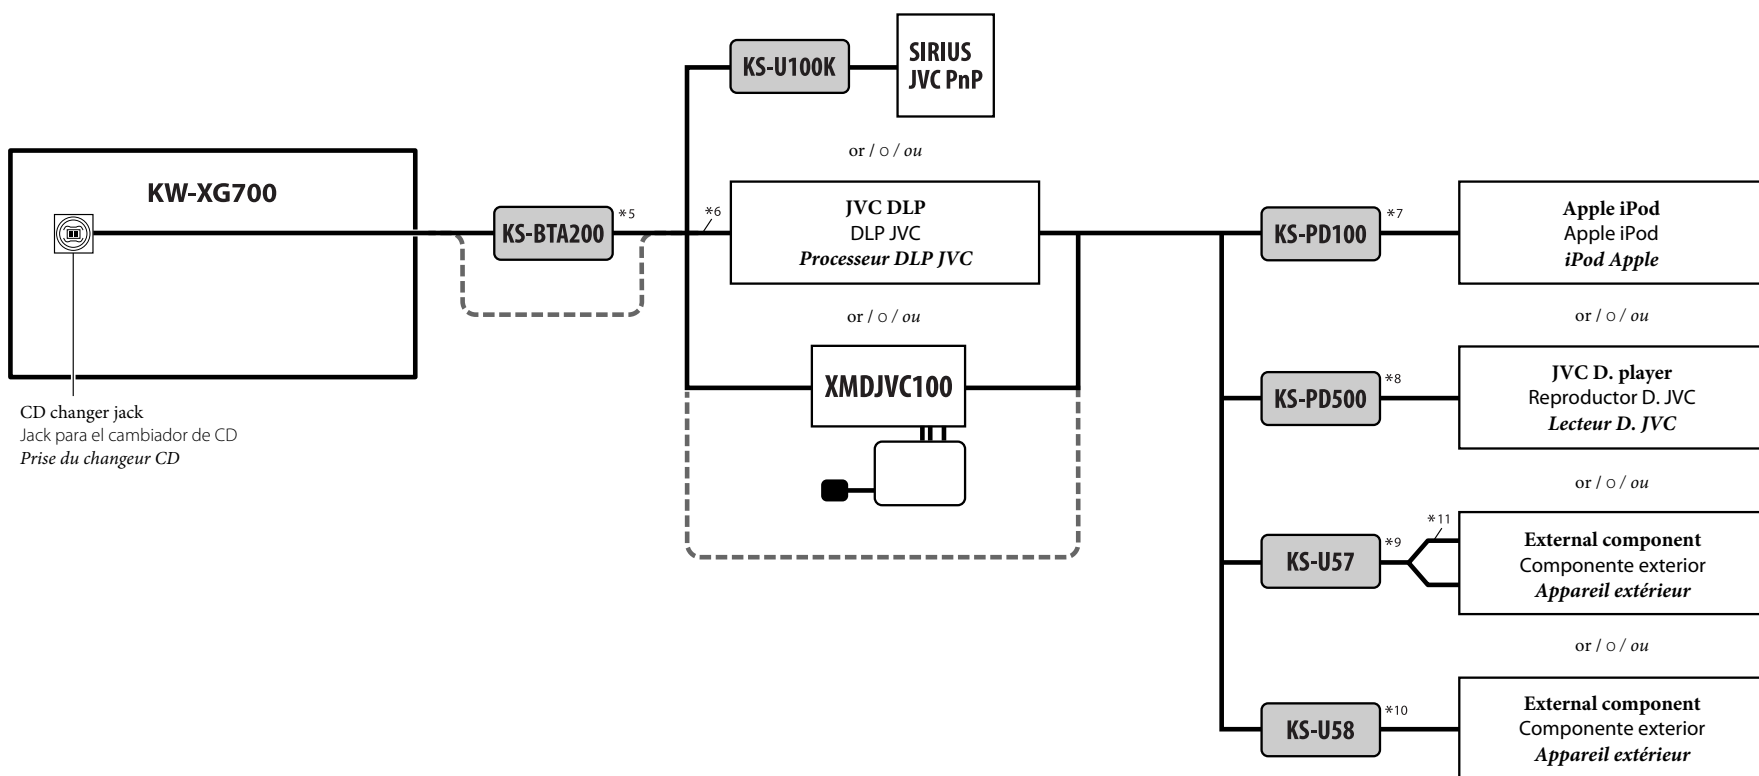 KS-U100K
SIRIUS
JVC PnP
or / o / ou
KW-XG700
KS-BTA200
*5
*6
JVC DLP
DLP JVC
Processeur DLP JVC
KS-PD100
*7
Apple iPod
Apple iPod
iPod Apple
or / o / ou
or / o / ou
XMDJVC100
KS-PD500
*8
JVC D. player
Reproductor D. JVC
Lecteur D. JVC
CD changer jack
Jack para el cambiador de CD
Prise du changeur CD
or / o / ou
KS-U57
*9
*11
External component
Componente exterior
Appareil extérieur
or / o / ou
KS-U58
*10
External component
Componente exterior
Appareil extérieur